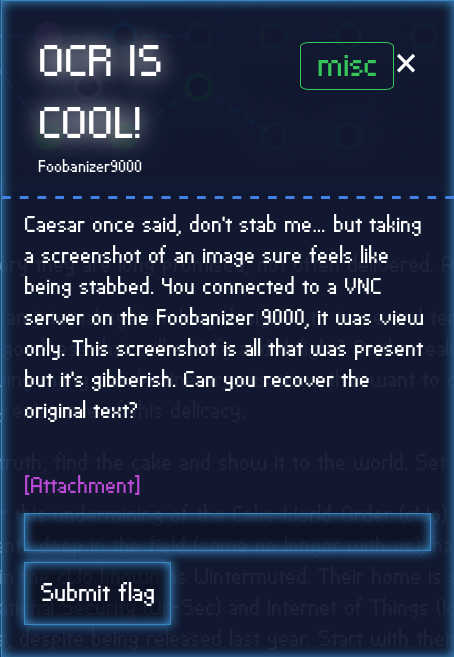 OCR IS
COOL!
misc ×
Foobanizer9000
Caesar once said, don't stab me... but taking
a screenshot of an image sure feels like
being stabbed. You connected to a VNC
server on the Foobanizer 9000, it was view
only. This screenshot is all that was present
but it's gibberish. Can you recover the
original text?
[Attachment]
Submit flag